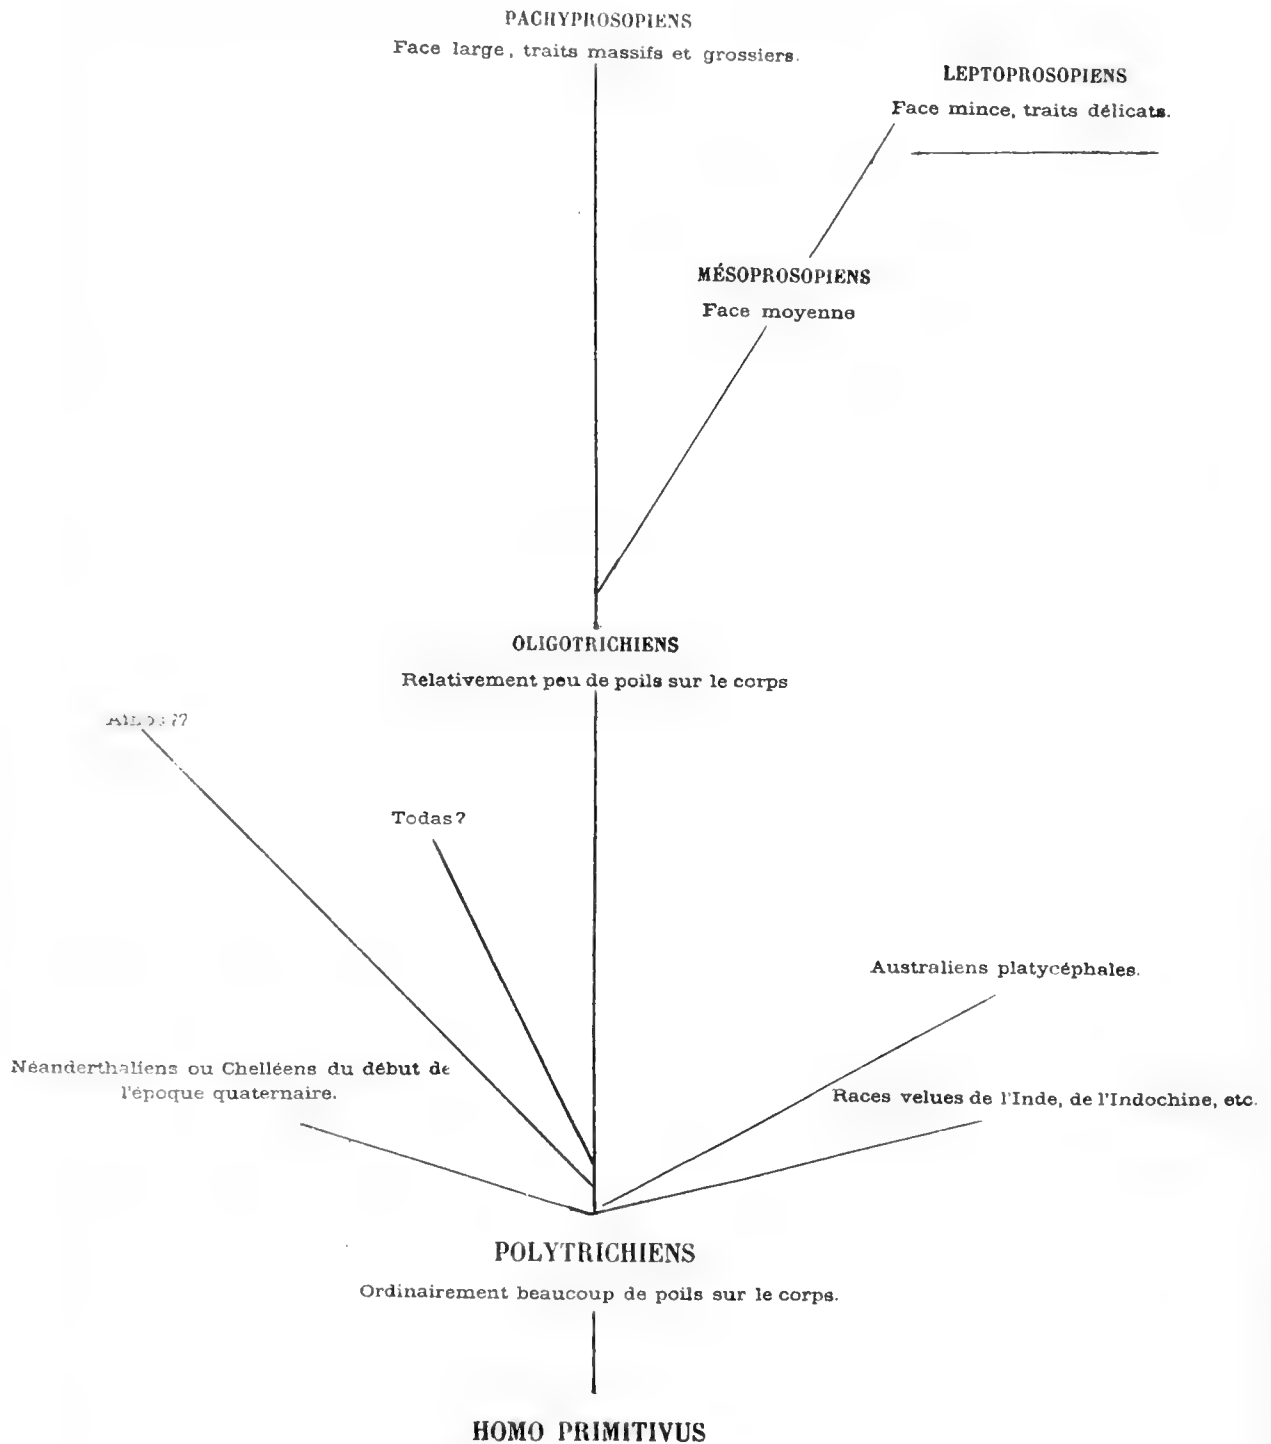 PACHYPROSOPIENS
Face large, traits massifs et grossiers.
LEPTOPROSOPIENS
Face mince, traits délicats.
MÉSOPROSOPIENS
Face moyenne
OLIGOTRICHIENS
Relativement peu de poils sur le corps
Todas?
Australiens platycéphales.
Néanderthaliens ou Chelléens du début de
l'époque quaternaire.
Races velues de l'Inde, de l'Indochine, etc.
POLYTRICHIENS
Ordinairement beaucoup de poils sur le corps.
HOMO PRIMITIVUS